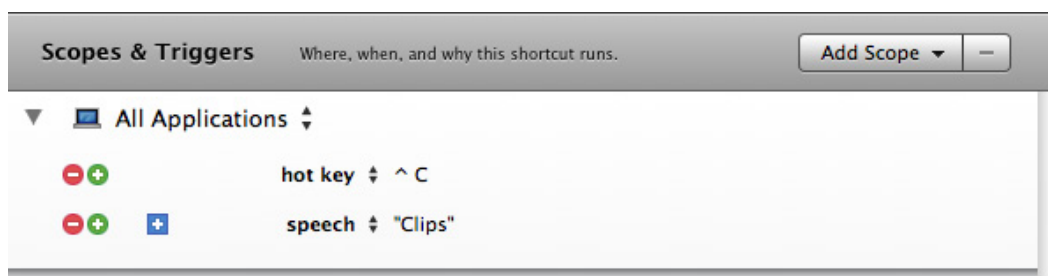 Scopes & Triggers Where, when, and why this shortcut runs. Add Scope −
All Applications
hot key ^ C
speech "Clips"